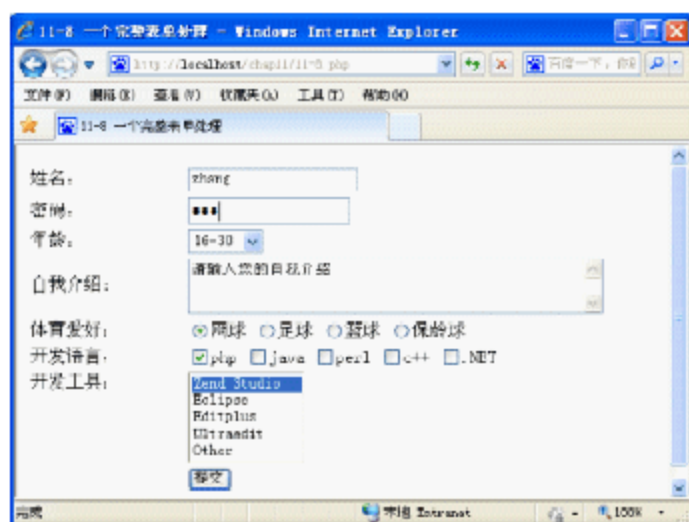 11-8 一个完整表单处理 - Windows Internet Explorer
http://localhost/chap11/11-8.php
百度一下，你
文件(F) 编辑(E) 查看(V) 收藏夹(A) 工具(T) 帮助(H)
11-8 一个完整表单处理
姓名： zhang
密码： ●●●
年龄： 16-30
自我介绍： 请输入您的自我介绍
体育爱好： 网球 足球 篮球 保龄球
开发语言： php java perl c++ .NET
开发工具： Zend Studio
Eclipse
Editplus
Ultraedit
Other
提交
完成 本地 Intranet 100%